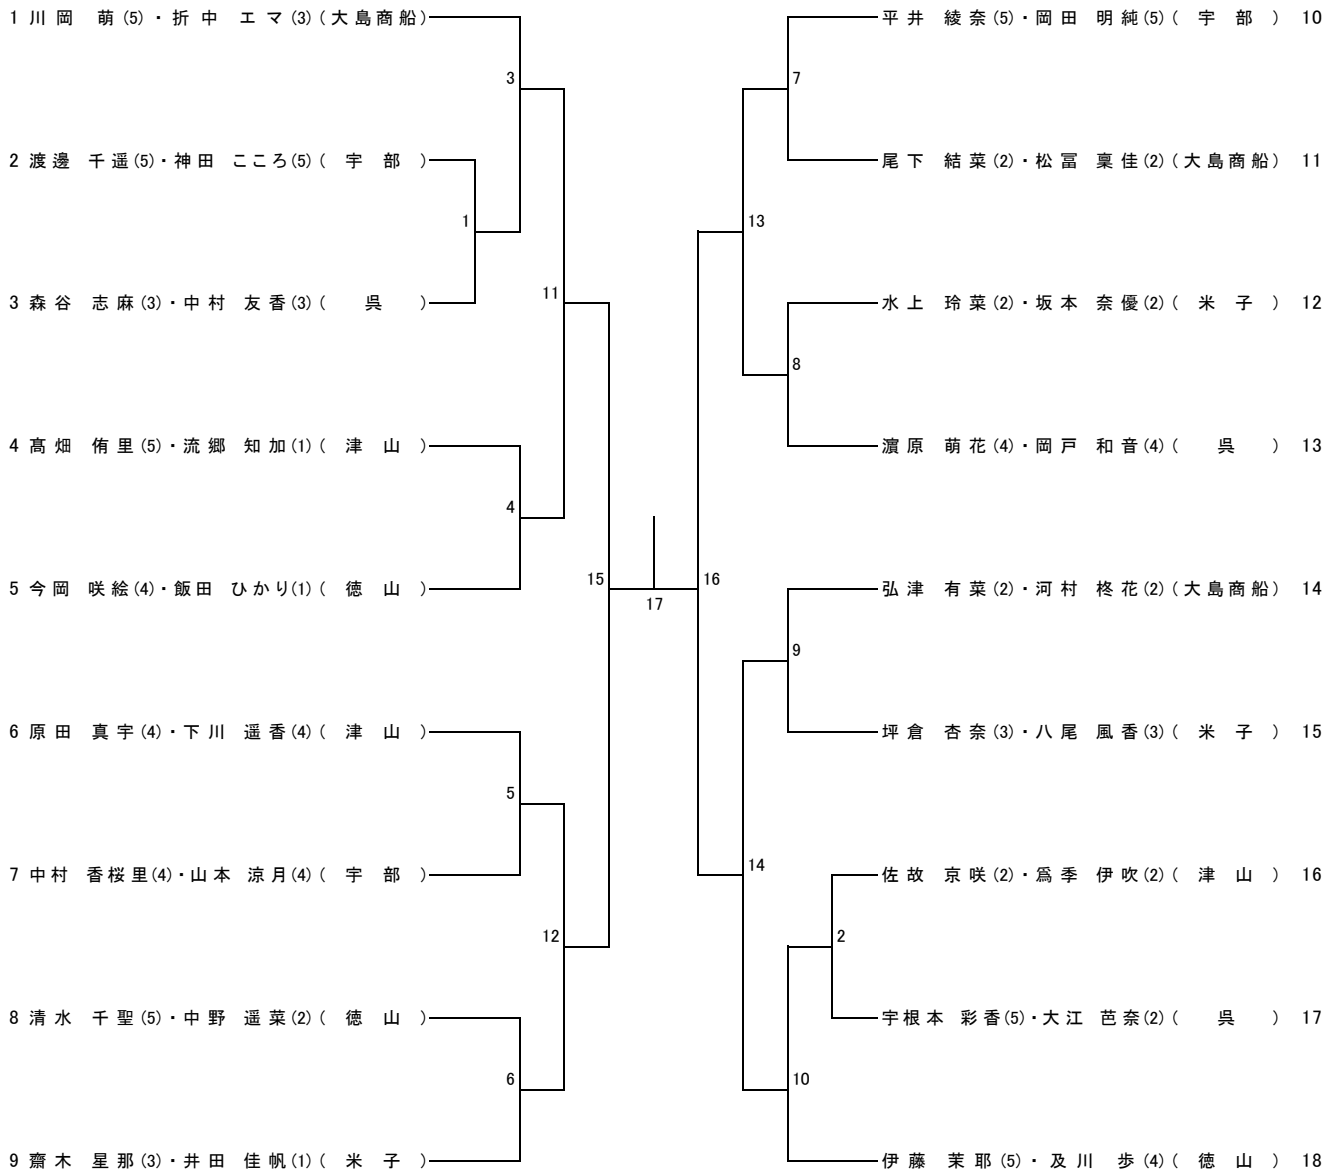 1 川岡 萌(5)・折中 エマ(3)(大島商船)
2 渡邊 千遥(5)・神田 こころ(5)( 宇部 )
3 森谷 志麻(3)・中村 友香(3)( 呉 )
4 髙畑 侑里(5)・流郷 知加(1)( 津山 )
5 今岡 咲絵(4)・飯田 ひかり(1)( 徳山 )
6 原田 真宇(4)・下川 遥香(4)( 津山 )
7 中村 香桜里(4)・山本 涼月(4)( 宇部 )
8 清水 千聖(5)・中野 遥菜(2)( 徳山 )
9 齋木 星那(3)・井田 佳帆(1)( 米子 )
3
1
11
4
15
5
12
6
17
16
13
7
8
9
14
2
10
平井 綾奈(5)・岡田 明純(5)( 宇部 ) 10
尾下 結菜(2)・松冨 稟佳(2)(大島商船) 11
水上 玲菜(2)・坂本 奈優(2)( 米子 ) 12
濵原 萌花(4)・岡戸 和音(4)( 呉 ) 13
弘津 有菜(2)・河村 柊花(2)(大島商船) 14
坪倉 杏奈(3)・八尾 風香(3)( 米子 ) 15
佐故 京咲(2)・爲季 伊吹(2)( 津山 ) 16
宇根本 彩香(5)・大江 芭奈(2)( 呉 ) 17
伊藤 茉耶(5)・及川 歩(4)( 徳山 ) 18